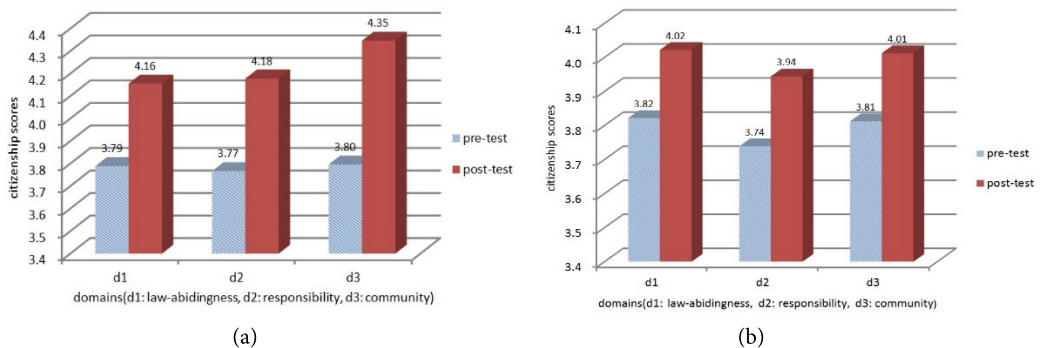 citizenship scores
4.4
4.3
4.2
4.1
4.0
3.9
3.8
3.7
3.6
3.5
3.4
3.79
4.16
3.77
4.18
3.80
4.35
d1
d2
d3
domains(d1: law-abidingness, d2: responsibility, d3: community)
pre-test
post-test
(a)
citizenship scores
4.1
4.0
3.9
3.8
3.7
3.6
3.5
3.4
3.82
4.02
3.74
3.94
3.81
4.01
d1
d2
d3
domains(d1: law-abidingness, d2: responsibility, d3: community)
pre-test
post-test
(b)